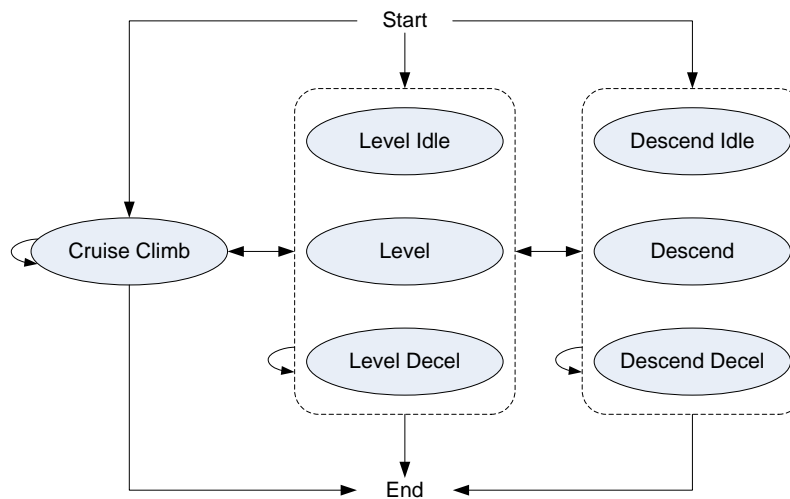 Start
Level Idle
Descend Idle
Cruise Climb
Level
Descend
Level Decel
Descend Decel
End